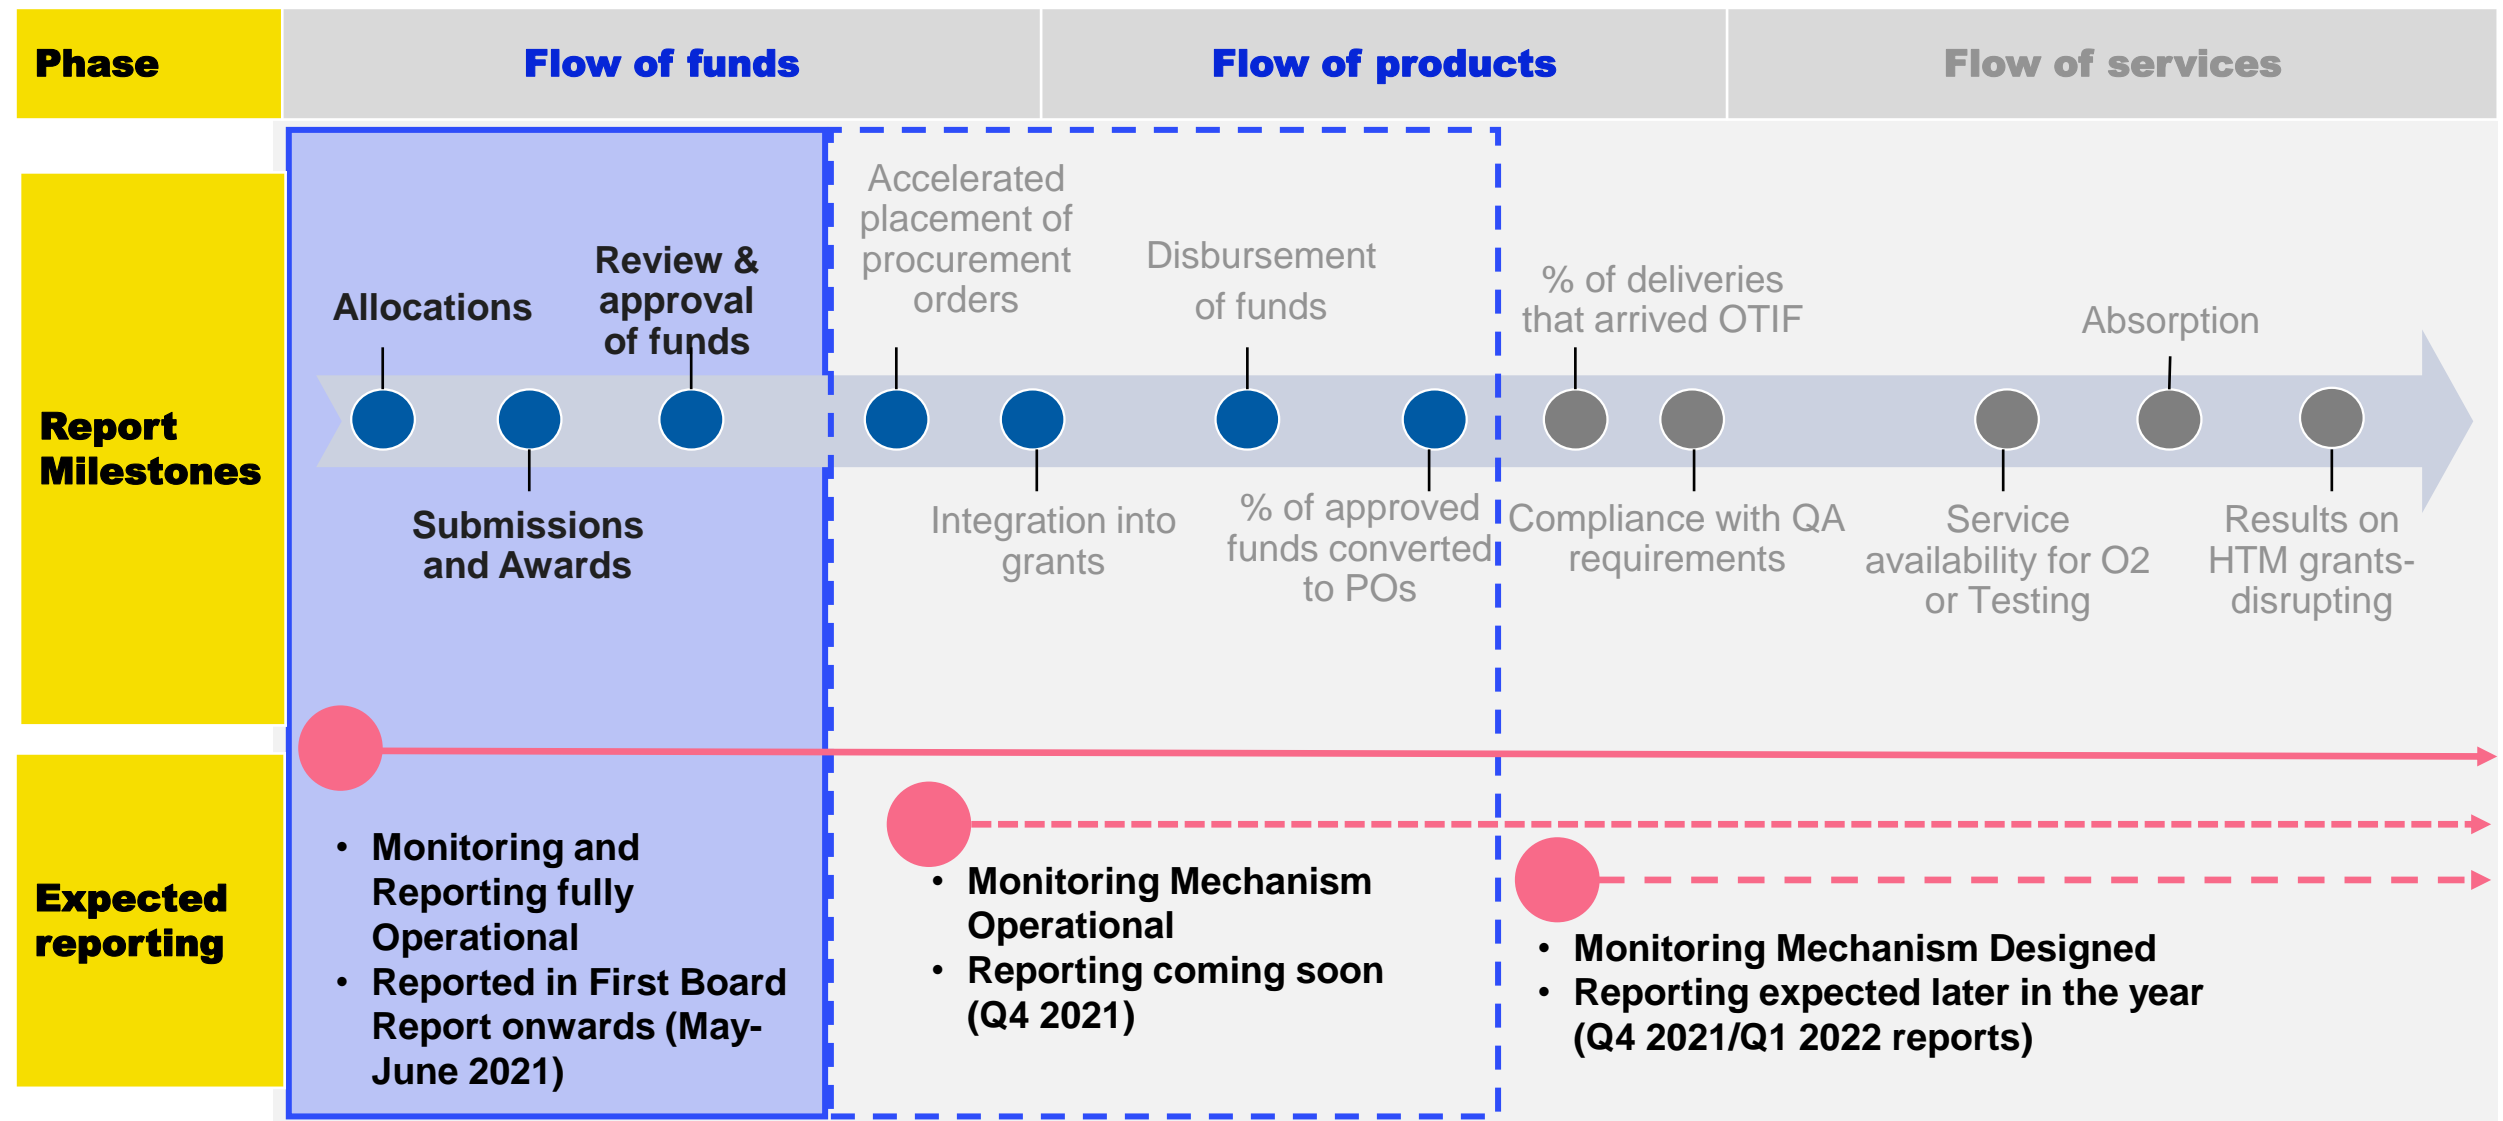 Phase
Flow of funds
Flow of products
Flow of services
Report
Milestones
Allocations
Submissions
and Awards
Review &
approval
of funds
Accelerated
placement of
procurement
orders
Integration into
grants
Disbursement
of funds
% of approved
funds converted
to POs
% of deliveries
that arrived OTIF
Compliance with QA
requirements
Service
availability for O2
or Testing
Absorption
Results on
HTM grants-
disrupting
Expected
reporting
• Monitoring and
Reporting fully
Operational
• Reported in First Board
Report onwards (May-
June 2021)
• Monitoring Mechanism
Operational
• Reporting coming soon
(Q4 2021)
• Monitoring Mechanism Designed
• Reporting expected later in the year
(Q4 2021/Q1 2022 reports)